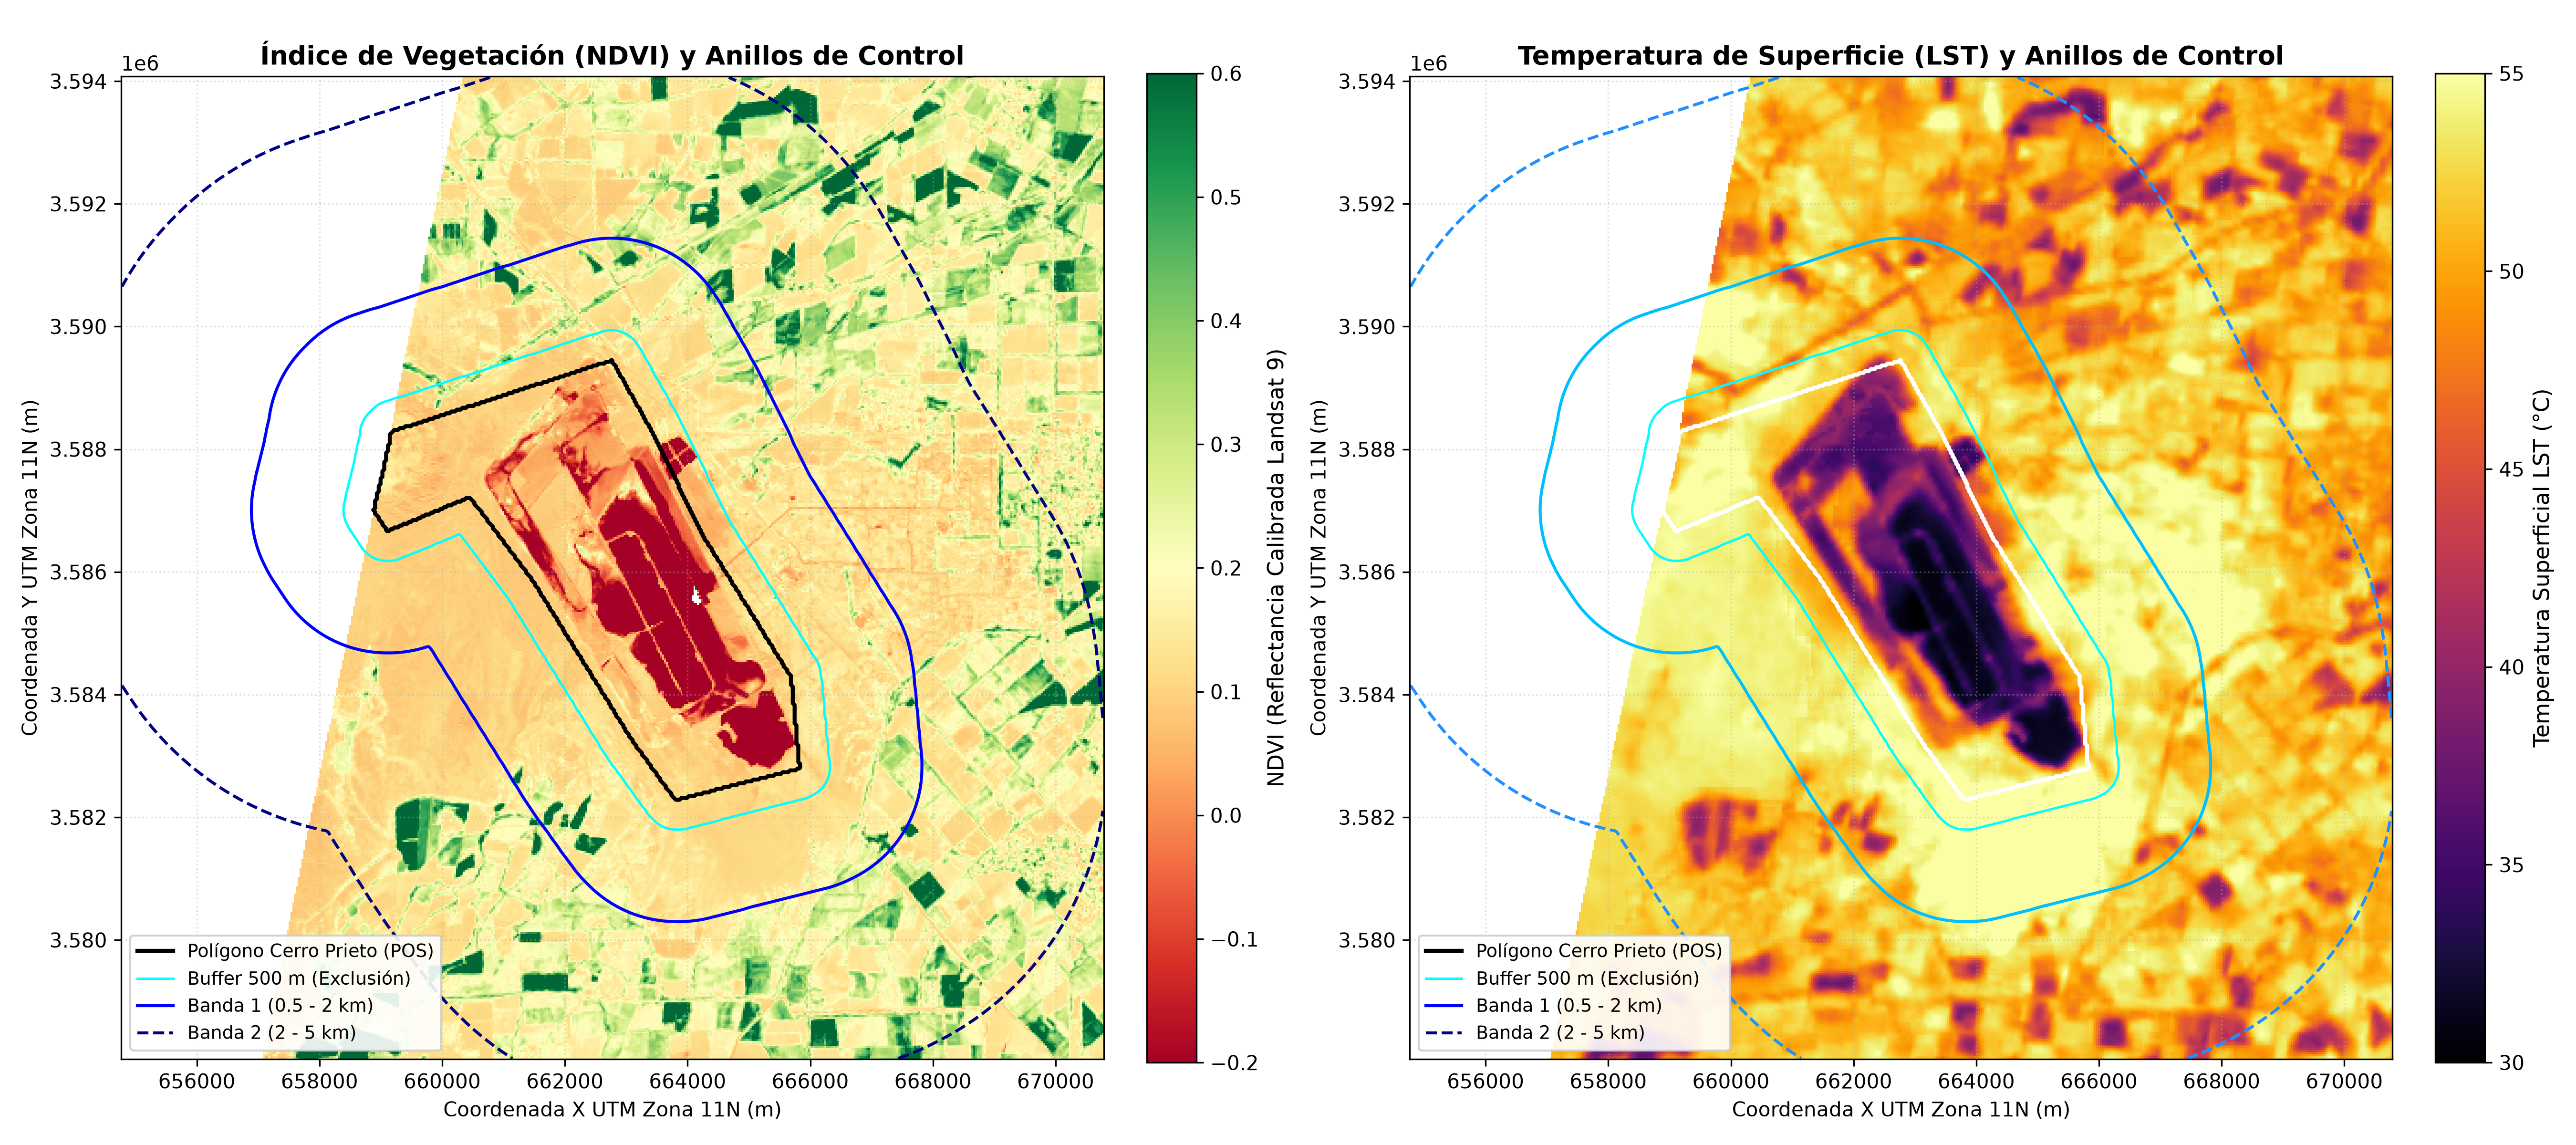 Índice de Vegetación (NDVI) y Anillos de Control
1e6
3.594
3.592
3.590
3.588
3.586
3.584
3.582
3.580
Coordenada Y UTM Zona 11N (m)
656000 658000 660000 662000 664000 666000 668000 670000
Coordenada X UTM Zona 11N (m)
Polígono Cerro Prieto (POS)
Buffer 500 m (Exclusión)
Banda 1 (0.5 - 2 km)
Banda 2 (2 - 5 km)
0.6
0.5
0.4
0.3
0.2
0.1
0.0
−0.1
−0.2
NDVI (Reflectancia Calibrada Landsat 9)
Temperatura de Superficie (LST) y Anillos de Control
1e6
3.594
3.592
3.590
3.588
3.586
3.584
3.582
3.580
Coordenada Y UTM Zona 11N (m)
656000 658000 660000 662000 664000 666000 668000 670000
Coordenada X UTM Zona 11N (m)
Polígono Cerro Prieto (POS)
Buffer 500 m (Exclusión)
Banda 1 (0.5 - 2 km)
Banda 2 (2 - 5 km)
55
50
45
40
35
30
Temperatura Superficial LST (°C)